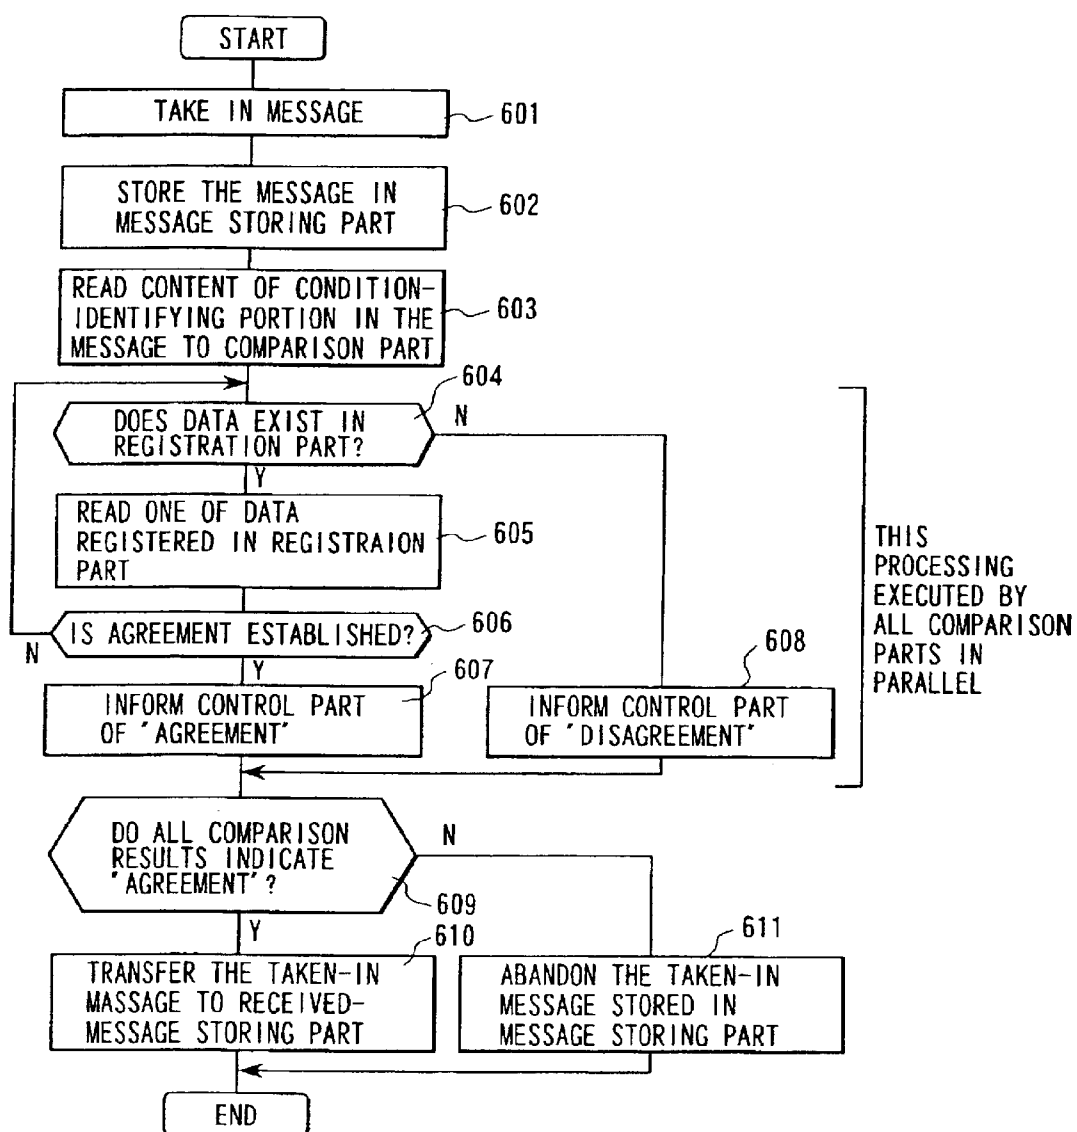 START
TAKE IN MESSAGE
601
STORE THE MESSAGE IN
MESSAGE STORING PART
602
READ CONTENT OF CONDITION-
IDENTIFYING PORTION IN THE
MESSAGE TO COMPARISON PART
603
604
DOES DATA EXIST IN
REGISTRATION PART?
N
Y
READ ONE OF DATA
REGISTERED IN REGISTRAION
PART
605
IS AGREEMENT ESTABLISHED?
606
N
Y
607
INFORM CONTROL PART
OF "AGREEMENT"
608
INFORM CONTROL PART
OF "DISAGREEMENT"
THIS
PROCESSING
EXECUTED BY
ALL COMPARISON
PARTS IN
PARALLEL
DO ALL COMPARISON
RESULTS INDICATE
"AGREEMENT"?
N
609
Y
610
TRANSFER THE TAKEN-IN
MASSAGE TO RECEIVED-
MESSAGE STORING PART
611
ABANDON THE TAKEN-IN
MESSAGE STORED IN
MESSAGE STORING PART
END